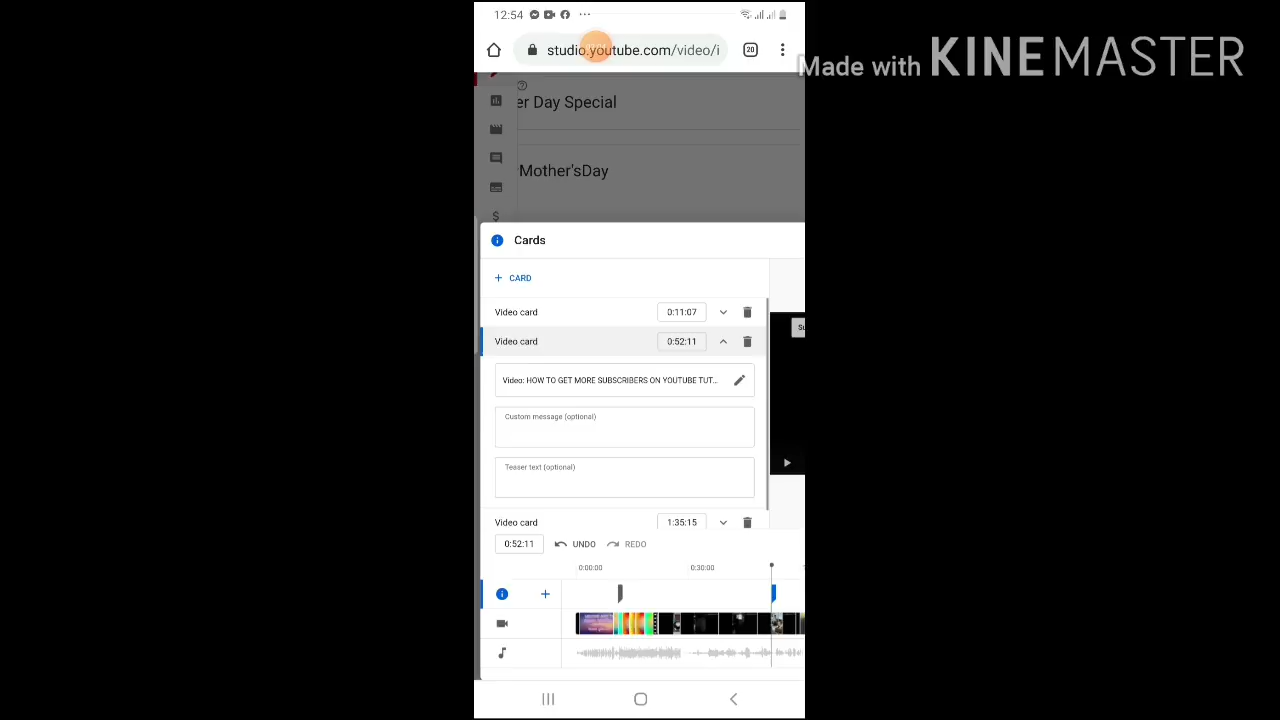 12:54
studio.youtube.com/video/i
20
Made with KINEMASTER
er Day Special
Mother'sDay
$
Cards
+ CARD
Video card 0:11:07
Video card 0:52:11
Video: HOW TO GET MORE SUBSCRIBERS ON YOUTUBE TUT...
Custom message (optional)
Teaser text (optional)
Video card 1:35:15
0:52:11 UNDO REDO
0:00:00 0:30:00